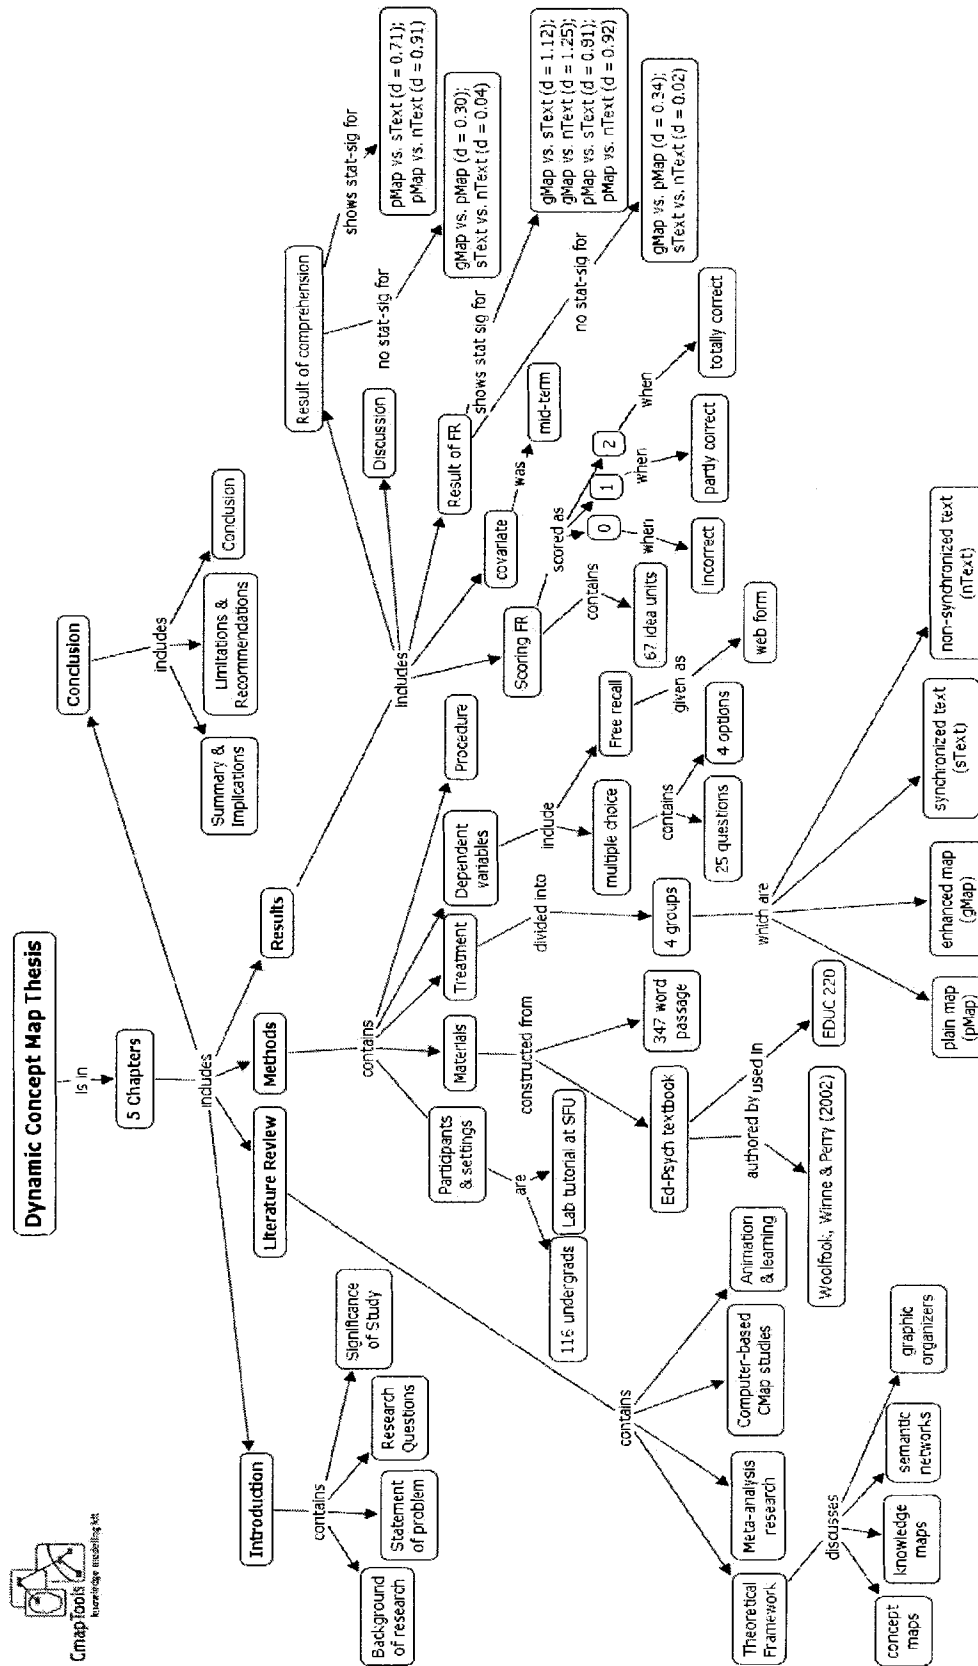 CmapTools
knowledge modelling kit
Dynamic Concept Map Thesis
is in
5 Chapters
includes
Introduction
Literature Review
Methods
Results
Conclusion
contains
Background
of research
Statement
of problem
Research
Questions
Significance
of Study
contains
Theoretical
Framework
Meta-analysis
research
Computer-based
CMap studies
Animation
& learning
discusses
concept
maps
knowledge
maps
semantic
networks
graphic
organizers
contains
Participants
& settings
Materials
Treatment
Dependent
variables
Procedure
are
116 undergrads
Lab tutorial at SFU
constructed from
Ed-Psych textbook
347 word
passage
authored by
used in
Woolfook, Winne & Perry (2002)
EDUC 220
divided into
4 groups
which are
plain map
(pMap)
enhanced map
(gMap)
synchronized text
(sText)
non-synchronized text
(nText)
include
multiple choice
Free recall
contains
25 questions
4 options
given as
web form
includes
Summary &
Implications
Limitations &
Recommendations
Conclusion
includes
Scoring FR
covariate
Result of FR
Discussion
Result of comprehension
contains
67 idea units
scored as
0
1
2
when
when
when
incorrect
partly correct
totally correct
was
mid-term
shows stat sig for
gMap vs. sText (d = 1.12);
gMap vs. nText (d = 1.25);
pMap vs. sText (d = 0.91);
pMap vs. nText (d = 0.92)
no stat-sig for
gMap vs. pMap (d = 0.34);
sText vs. nText (d = 0.02)
no stat-sig for
gMap vs. pMap (d = 0.30);
sText vs. nText (d = 0.04)
shows stat-sig for
pMap vs. sText (d = 0.71);
pMap vs. nText (d = 0.91)